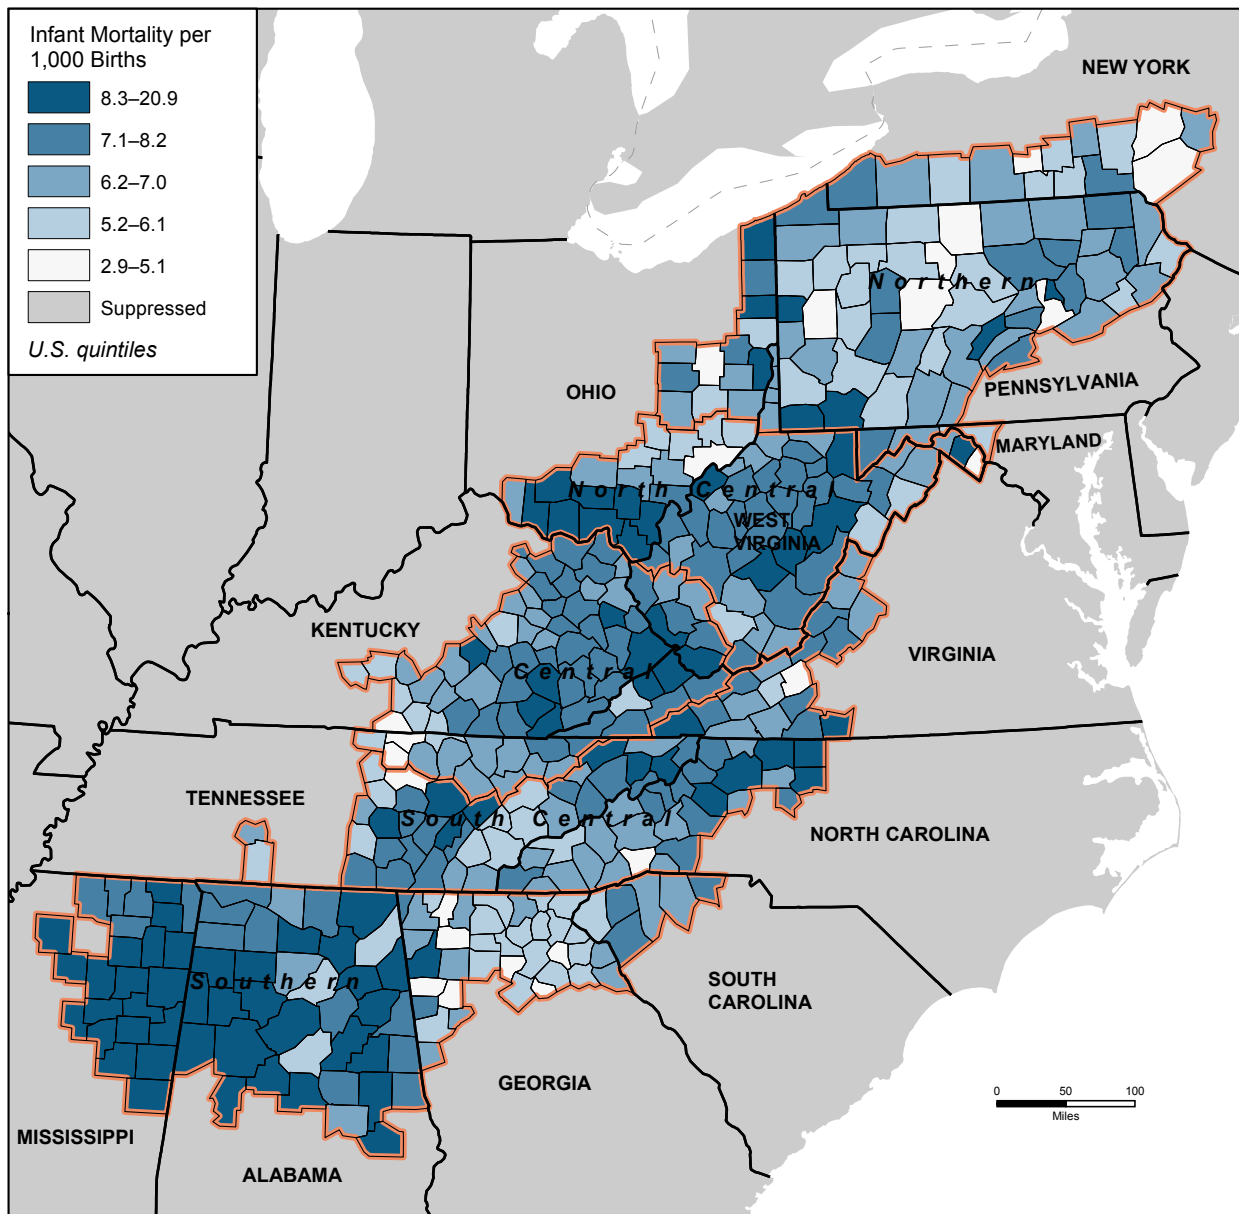 Infant Mortality per
1,000 Births
8.3–20.9
7.1–8.2
6.2–7.0
5.2–6.1
2.9–5.1
Suppressed
U.S. quintiles
NEW YORK
Northern
PENNSYLVANIA
OHIO
MARYLAND
North Central
WEST
VIRGINIA
KENTUCKY
VIRGINIA
Central
TENNESSEE
South Central
NORTH CAROLINA
Southern
SOUTH
CAROLINA
GEORGIA
0 50 100
Miles
MISSISSIPPI
ALABAMA